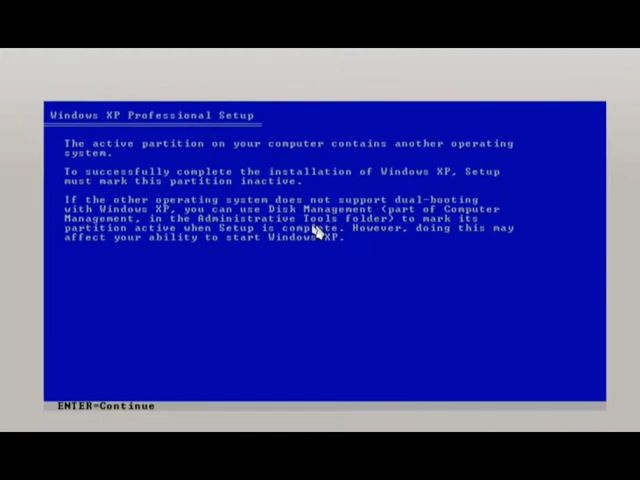 Windows XP Professional Setup
The active partition on your computer contains another operating
system.
To successfully complete the installation of Windows XP, Setup
must mark this partition inactive.
If the other operating system does not support dual-booting
with Windows XP, you can use Disk Management (part of Computer
Management, in the Administrative Tools folder) to mark its
partition active when Setup is complete. However, doing this may
affect your ability to start Windows XP.
ENTER=Continue